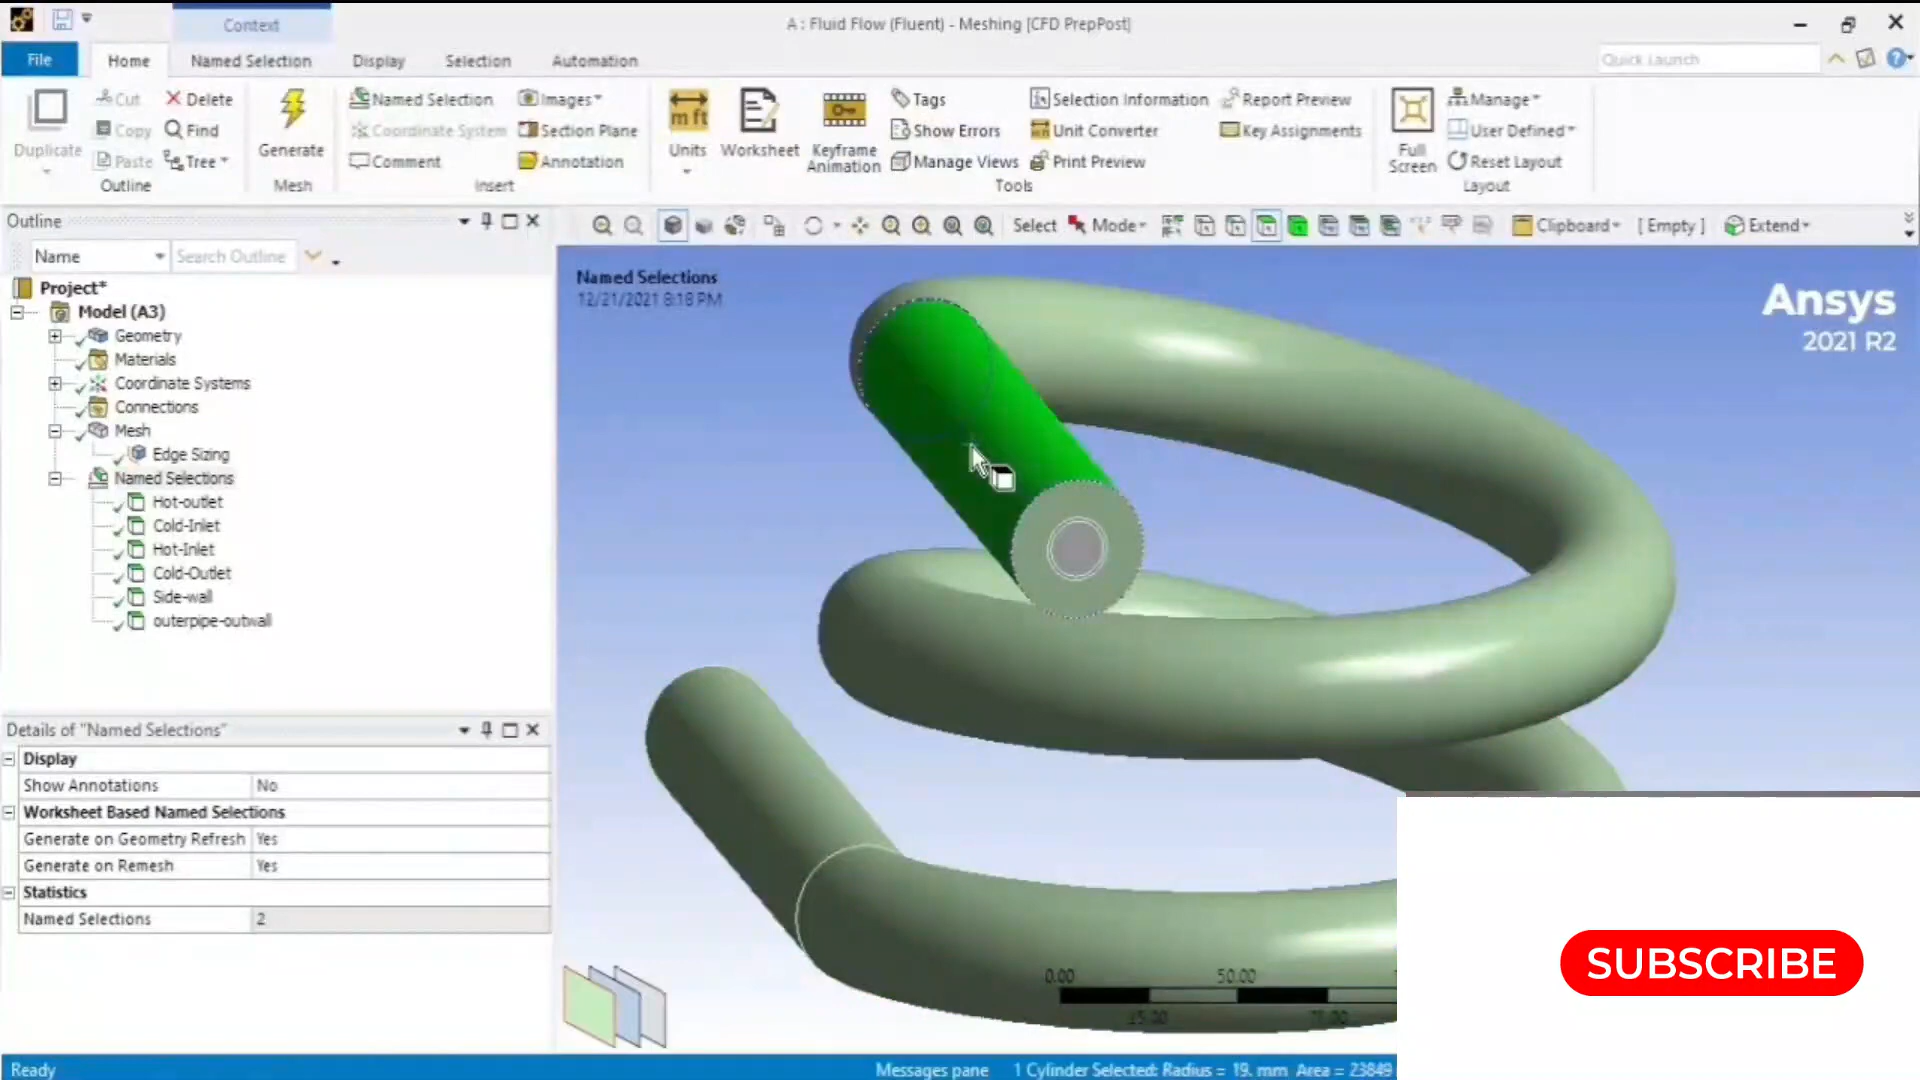 Context
A : Fluid Flow (Fluent) - Meshing [CFD PrepPost]
File Home Named Selection Display Selection Automation
Quick Launch
Duplicate
Cut
Copy
Paste
Delete
Find
Tree
Outline
Generate
Mesh
Named Selection
Coordinate System
Comment
Images
Section Plane
Annotation
Insert
m ft
Units
Worksheet
Keyframe
Animation
Tags
Show Errors
Manage Views
Selection Information
Unit Converter
Print Preview
Report Preview
Key Assignments
Tools
Full
Screen
Manage
User Defined
Reset Layout
Layout
Outline
Select Mode Clipboard [ Empty ] Extend
Name Search Outline
Project*
Model (A3)
Geometry
Materials
Coordinate Systems
Connections
Mesh
Edge Sizing
Named Selections
Hot-outlet
Cold-Inlet
Hot-Inlet
Cold-Outlet
Side-wall
outerpipe-outwall
Named Selections
12/21/2021 8:18 PM
Ansys
2021 R2
Details of "Named Selections"
Display
Show Annotations No
Worksheet Based Named Selections
Generate on Geometry Refresh Yes
Generate on Remesh Yes
Statistics
Named Selections 2
0.00 50.00
SUBSCRIBE
Ready
Messages pane 1 Cylinder Selected: Radius = 19. mm Area = 23849